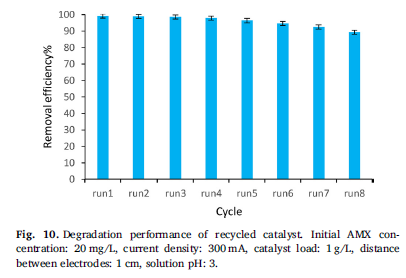 100
90
80
70
60
50
40
30
20
10
0
Removal efficiency%
run1 run2 run3 run4 run5 run6 run7 run8
Cycle
Fig. 10. Degradation performance of recycled catalyst. Initial AMX con-
centration: 20 mg/L, current density: 300 mA, catalyst load: 1 g/L, distance
between electrodes: 1 cm, solution pH: 3.